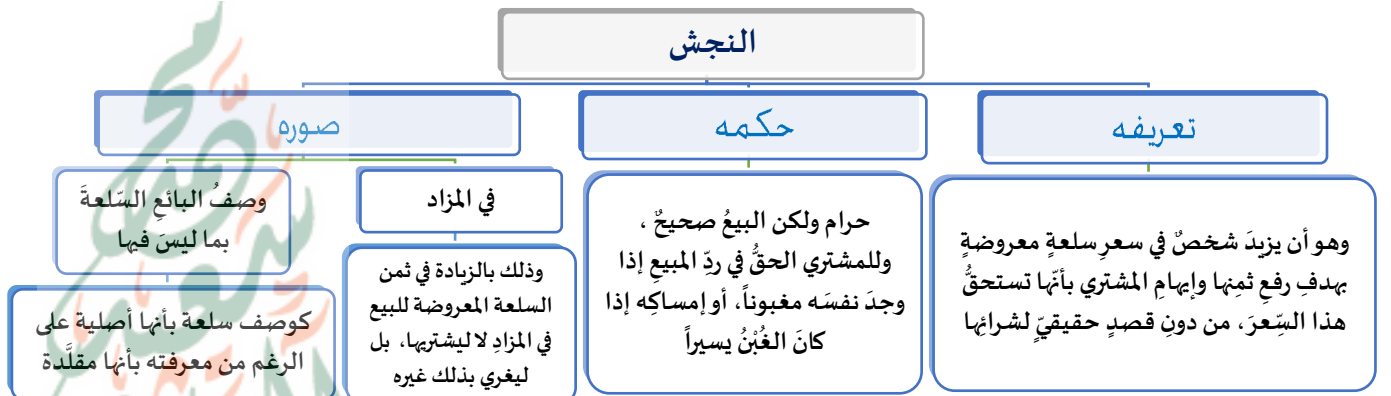 النجش
تعريفه
وهو أن يزيدَ شخصٌ في سعرِ سلعةٍ معروضةٍ
بهدفِ رفعِ ثمنِها وإيهامِ المشتري بأنّها تستحقُّ
هذا السِّعرَ، من دونِ قصدٍ حقيقيٍّ لشرائِها
حكمه
حرام ولكن البيعُ صحيحٌ ،
وللمشتري الحقُّ في ردِّ المبيعِ إذا
وجدَ نفسَه مغبوناً، أو إمساكِه إذا
كانَ الغُبْنُ يسيراً
صوره
في المزاد
وذلك بالزيادة في ثمن
السلعة المعروضة للبيع
في المزادِ لا ليشتريها، بل
ليغري بذلك غيره
وصفُ البائعِ السّلعةَ
بما ليسَ فيها
كوصف سلعة بأنها أصلية على
الرغم من معرفته بأنها مقلَّدة